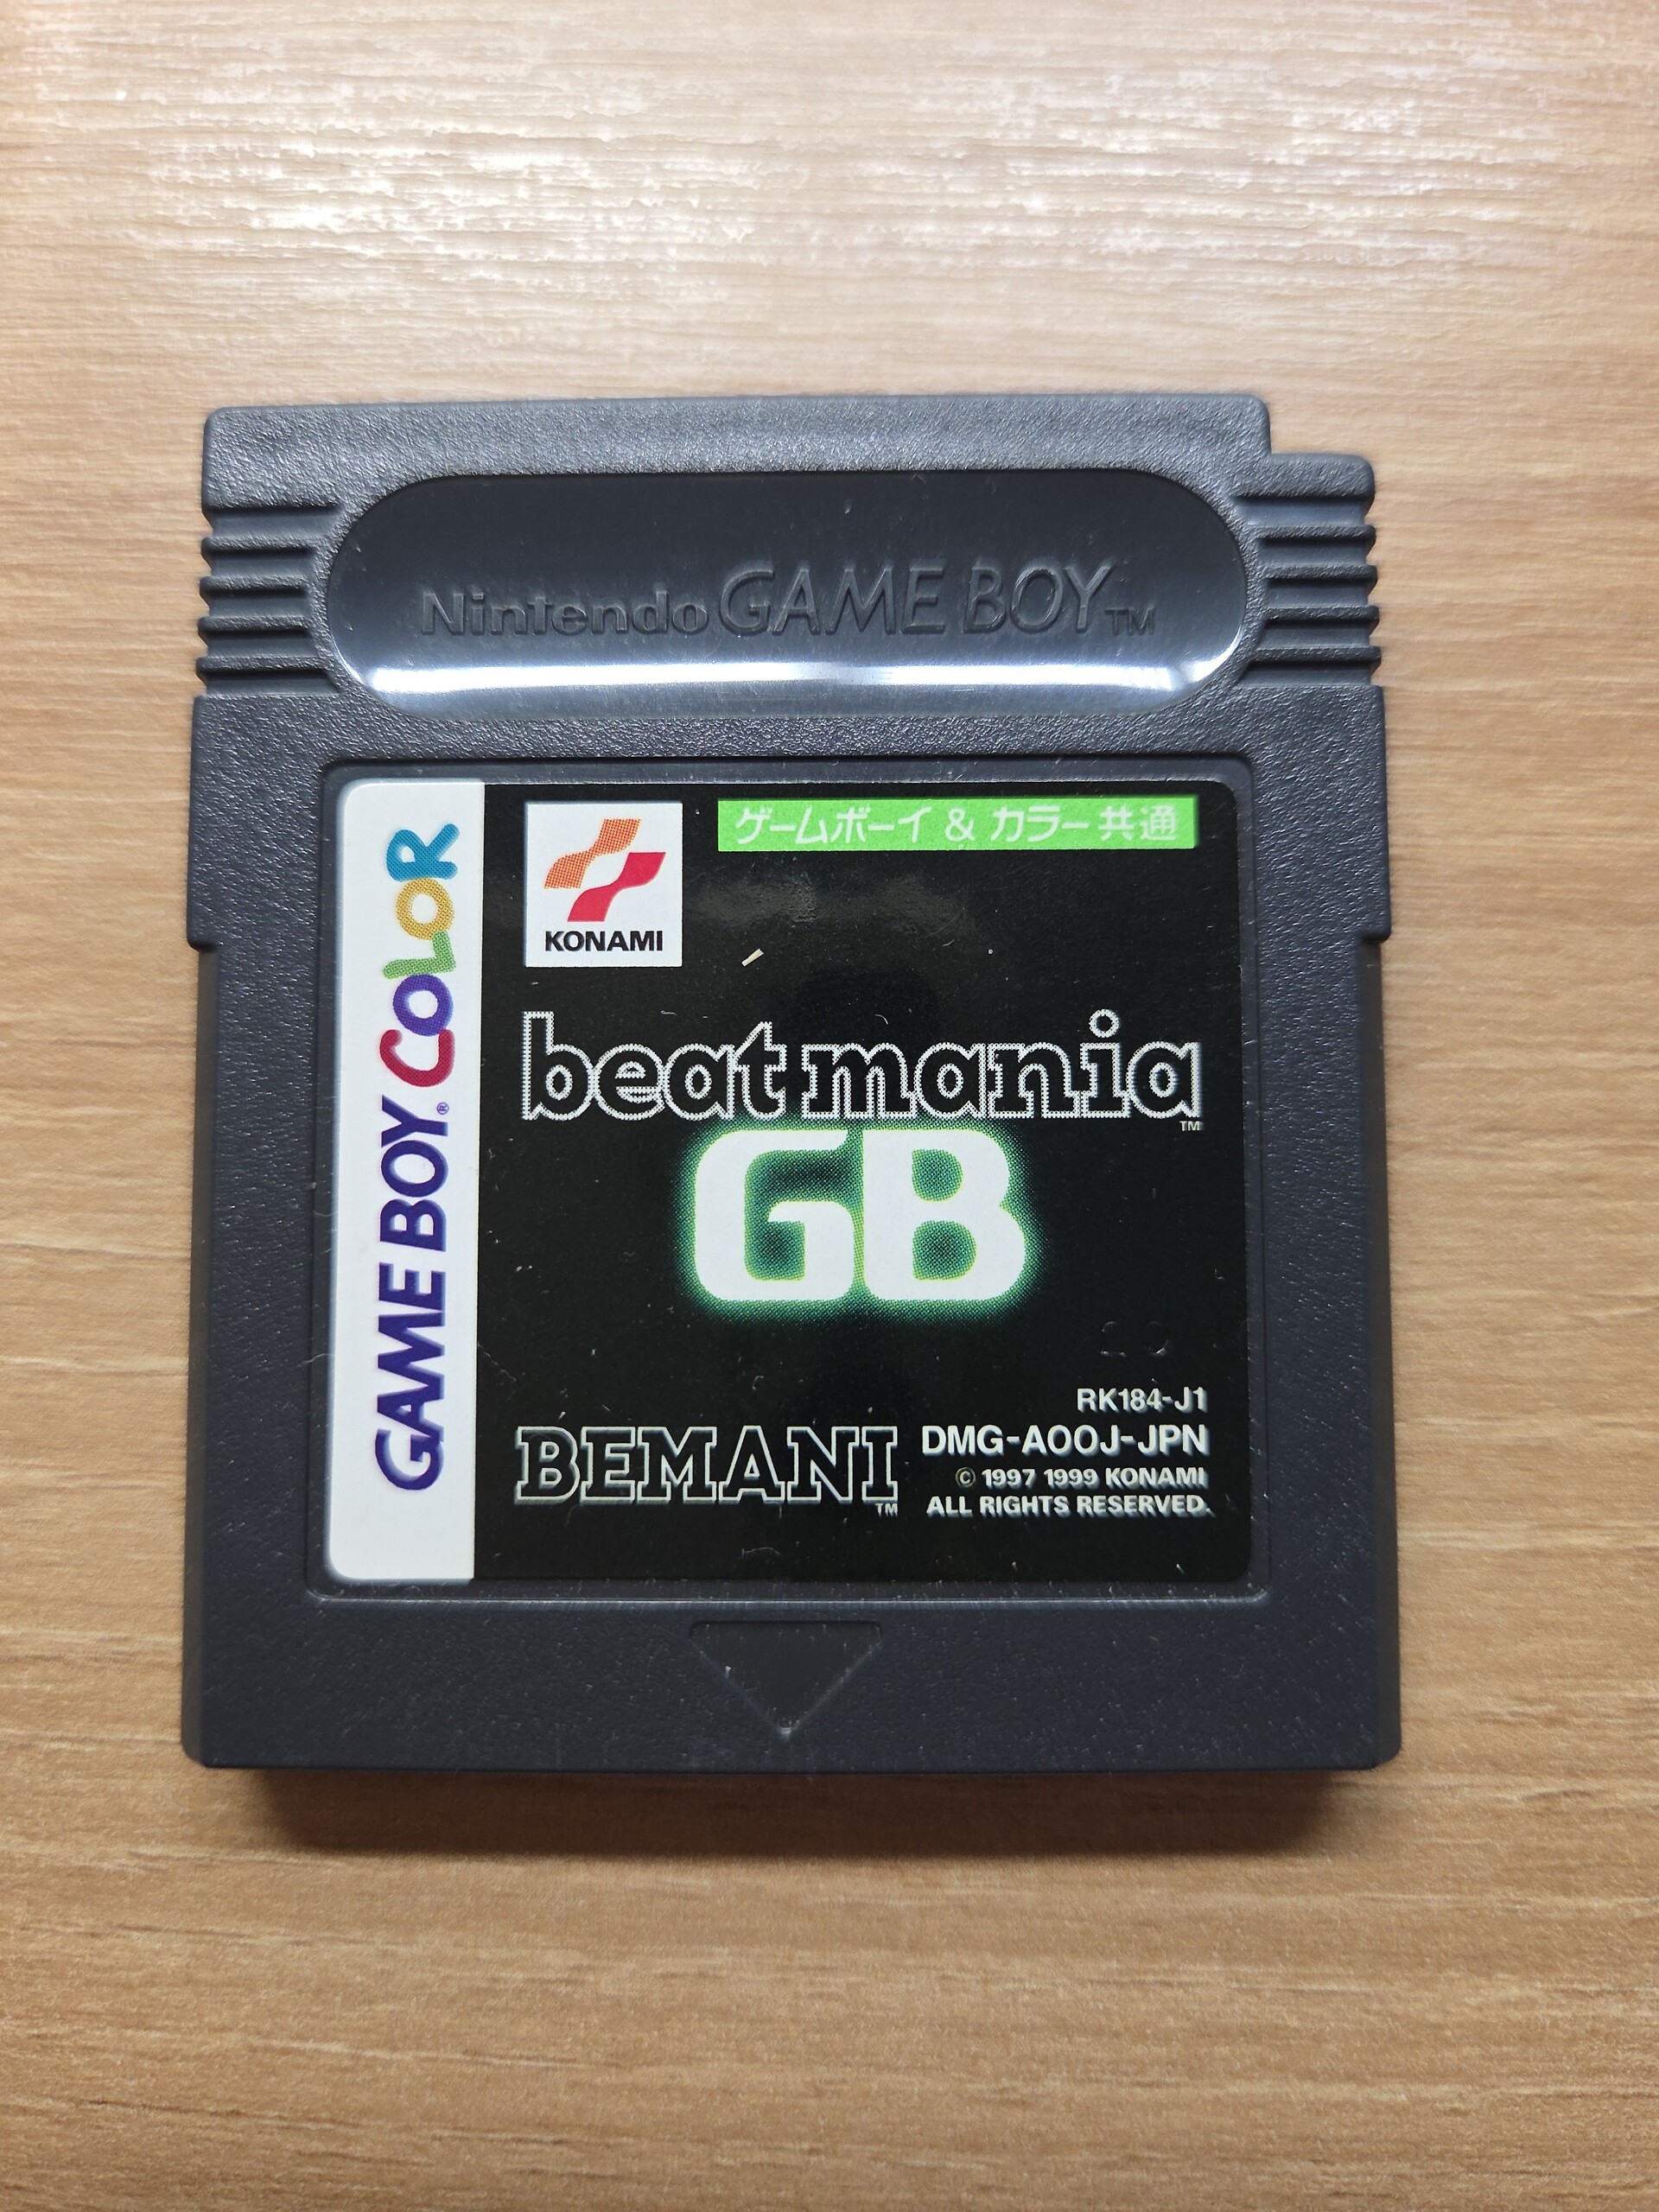 Nintendo GAME BOY TM
GAME BOY® COLOR
KONAMI
ゲームボーイ & カラー共通
beatmania
TM
GB
RK184-J1
BEMANI TM
DMG-A00J-JPN
© 1997 1999 KONAMI
ALL RIGHTS RESERVED.